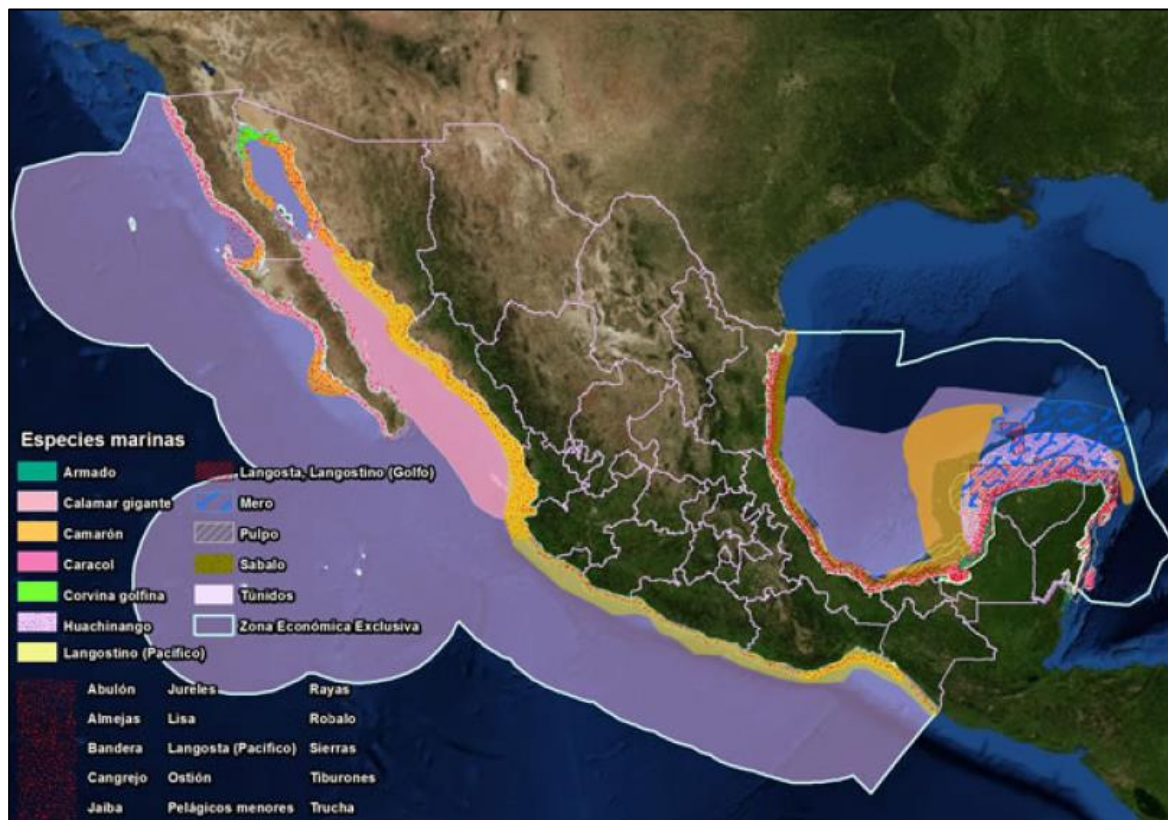 Especies marinas
Armado
Calamar gigante
Camarón
Caracol
Corvina golfina
Huachinango
Langostino (Pacífico)
Langosta, Langostino (Golfo)
Mero
Pulpo
Sabalo
Túnidos
Zona Económica Exclusiva
Abulón Jureles Rayas
Almejas Lisa Robalo
Bandera Langosta (Pacífico) Sierras
Cangrejo Ostión Tiburones
Jaiba Pelágicos menores Trucha